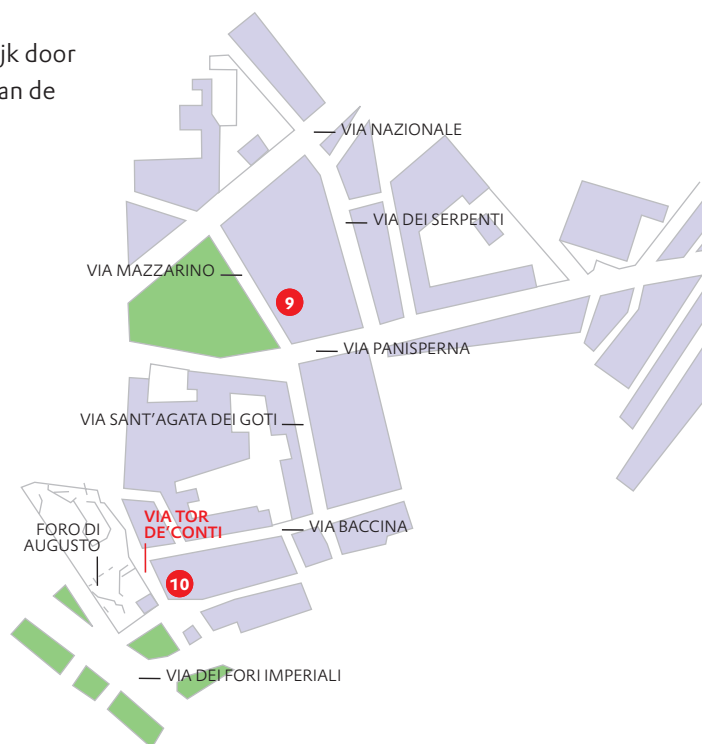 jk door
an de
VIA NAZIONALE
VIA DEI SERPENTI
VIA MAZZARINO
9
VIA PANISPERNA
VIA SANT'AGATA DEI GOTI
VIA TOR
DE'CONTI
FORO DI
AUGUSTO
VIA BACCINA
10
VIA DEI FORI IMPERIALI